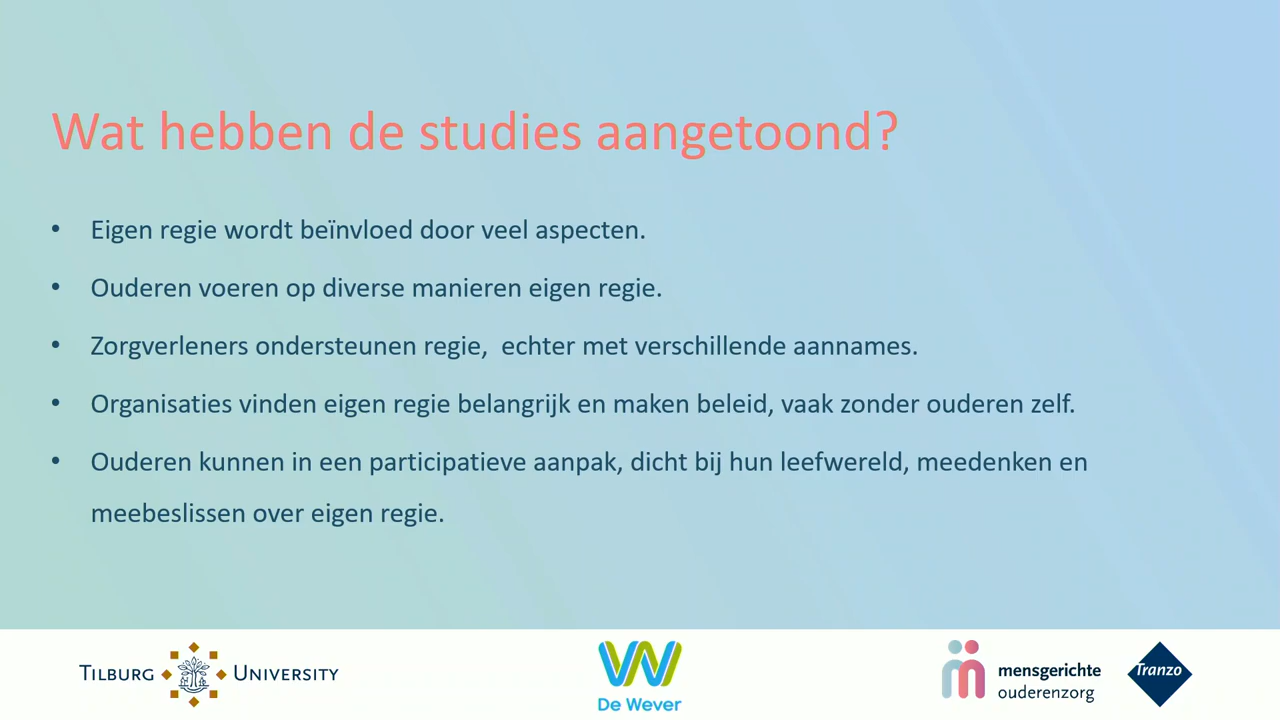 Wat hebben de studies aangetoond?
• Eigen regie wordt beïnvloed door veel aspecten.
• Ouderen voeren op diverse manieren eigen regie.
• Zorgverleners ondersteunen regie,  echter met verschillende aannames.
• Organisaties vinden eigen regie belangrijk en maken beleid, vaak zonder ouderen zelf.
• Ouderen kunnen in een participatieve aanpak, dicht bij hun leefwereld, meedenken en
meebeslissen over eigen regie.
TILBURG UNIVERSITY
De Wever
mensgerichte
ouderenzorg
Tranzo